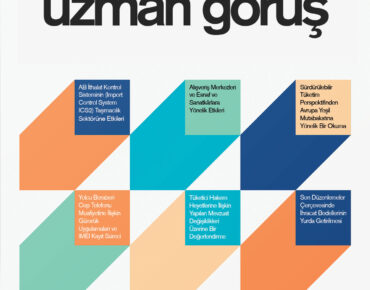 uzman görüş
AB İthalat Kontrol
Sisteminin (Import
Control System
ICS2) Taşımacılık
Sektörüne Etkileri
Alışveriş Merkezleri
ve Esnaf ve
Sanatkârlara
Yönelik Etkileri
Sürdürülebilir
Tüketim
Perspektifinden
Avrupa Yeşil
Mutabakatına
Yönelik Bir Okuma
Yolcu Beraberi
Cep Telefonu
Muafiyetine İlişkin
Gümrük
Uygulamaları ve
IMEI Kayıt Süreci
Tüketici Hakem
Heyetlerine İlişkin
Yapılan Mevzuat
Değişiklikleri
Üzerine Bir
Değerlendirme
Son Düzenlemeler
Çerçevesinde
İhracat Bedellerinin
Yurda Getirilmesi